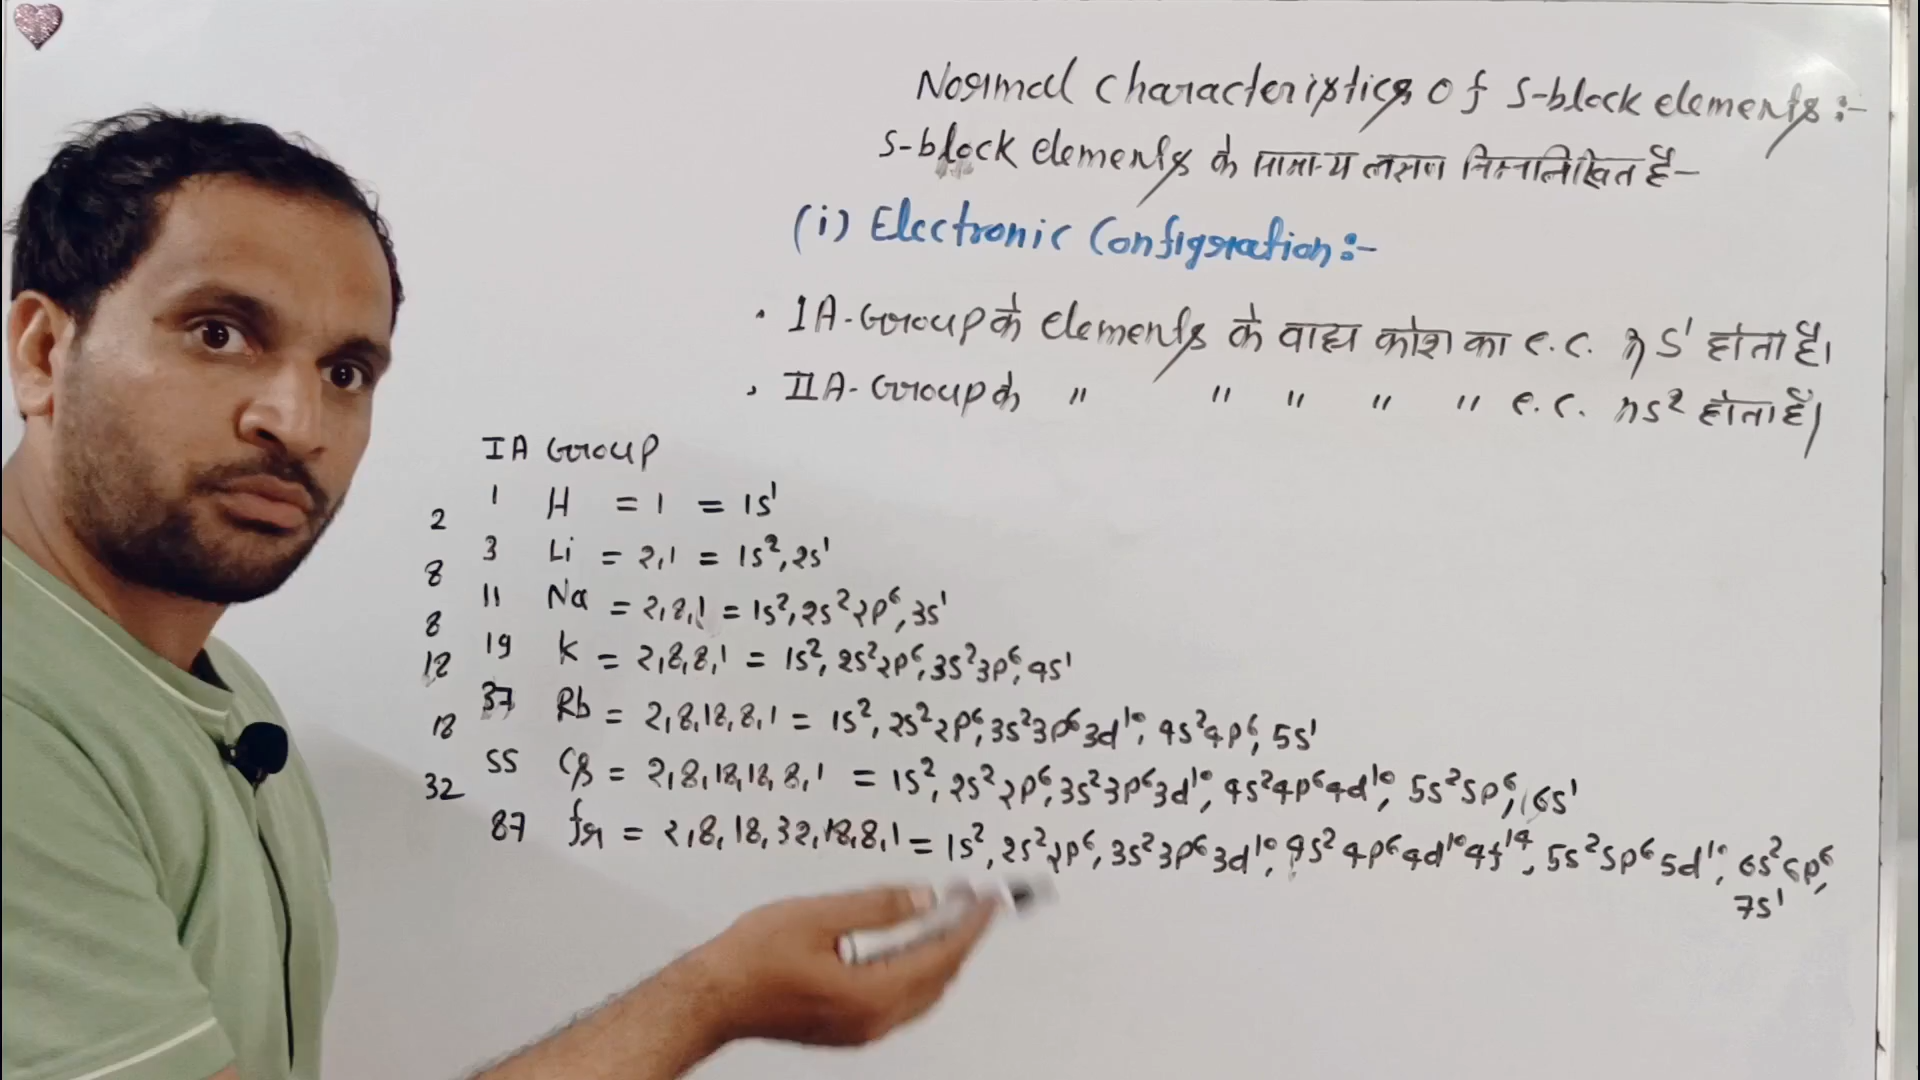 Normal Characteristics Of S-block elements:-
S-block elements के सामान्य लक्षण निम्नलिखित हैं-
(i) Electronic Configration:-
• IA-Group के elements के वाह्य कोश का e.c. ns¹ होता है।
• IIA-Group के " " " " " e.c. ns² होता है।
IA Group
1 H = 1 = 1s¹
2
3 Li = 2,1 = 1s², 2s¹
8
11 Na = 2,8,1 = 1s², 2s² 2p⁶, 3s¹
8
19 K = 2,8,8,1 = 1s², 2s² 2p⁶, 3s² 3p⁶, 4s¹
18
37 Rb = 2,8,18,8,1 = 1s², 2s² 2p⁶, 3s² 3p⁶ 3d¹⁰, 4s² 4p⁶, 5s¹
18
55 Cs = 2,8,18,18,8,1 = 1s², 2s² 2p⁶, 3s² 3p⁶ 3d¹⁰, 4s² 4p⁶ 4d¹⁰, 5s² 5p⁶, 6s¹
32
87 fr = 2,8,18,32,18,8,1 = 1s², 2s² 2p⁶, 3s² 3p⁶ 3d¹⁰, 4s² 4p⁶ 4d¹⁰ 4f¹⁴, 5s² 5p⁶ 5d¹⁰, 6s² 6p⁶,
7s¹